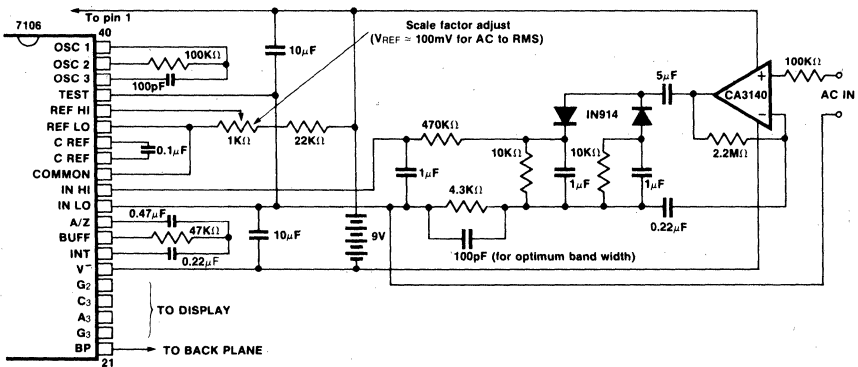 To pin 1
7106
40
Scale factor adjust
(VREF = 100mV for AC to RMS)
OSC 1
OSC 2
OSC 3
TEST
REF HI
REF LO
C REF
C REF
COMMON
IN HI
IN LO
A/Z
BUFF
INT
V−
G2
C3
A3
G3
BP
21
100KΩ
100pF
10µF
1KΩ
22KΩ
0.1µF
470KΩ
1µF
10KΩ
10KΩ
1µF
1µF
IN914
5µF
CA3140
+
−
100KΩ
AC IN
2.2MΩ
4.3KΩ
0.22µF
100pF (for optimum band width)
0.47µF
47KΩ
0.22µF
10µF
9V
TO DISPLAY
TO BACK PLANE